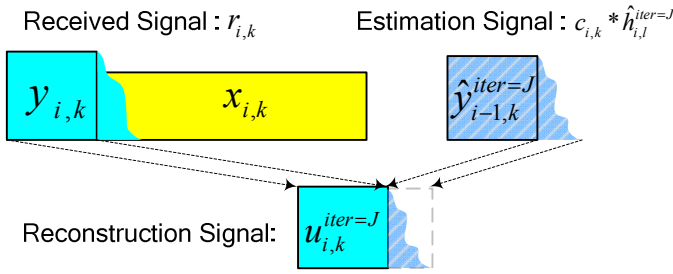 Received Signal : r_{i,k}
Estimation Signal : c_{i,k} * ĥ_{i,l}^{iter=J}
y_{i,k}
x_{i,k}
ŷ_{i-1,k}^{iter=J}
Reconstruction Signal:
u_{i,k}^{iter=J}